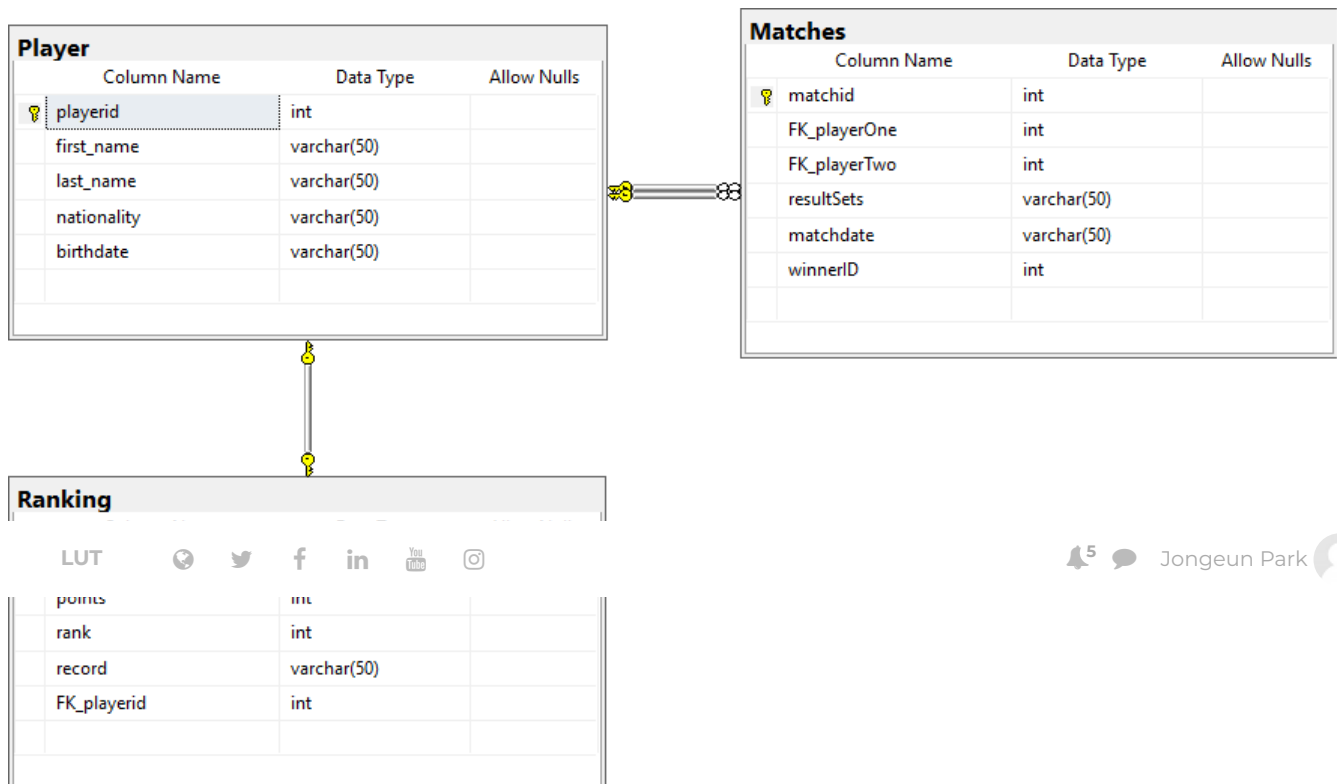 Player
Column Name Data Type Allow Nulls
playerid int
first_name varchar(50)
last_name varchar(50)
nationality varchar(50)
birthdate varchar(50)
Matches
Column Name Data Type Allow Nulls
matchid int
FK_playerOne int
FK_playerTwo int
resultSets varchar(50)
matchdate varchar(50)
winnerID int
Ranking
LUT You Tube 5 Jongeun Park
points int
rank int
record varchar(50)
FK_playerid int